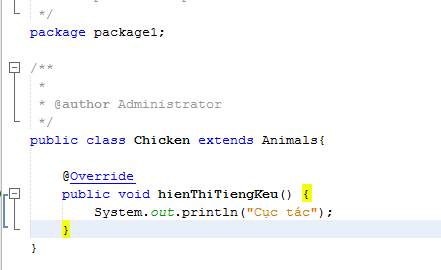 */
package package1;
/**
*
* @author Administrator
*/
public class Chicken extends Animals{
@Override
public void hienThiTiengKeu() {
System.out.println("Cục tác");
}
}